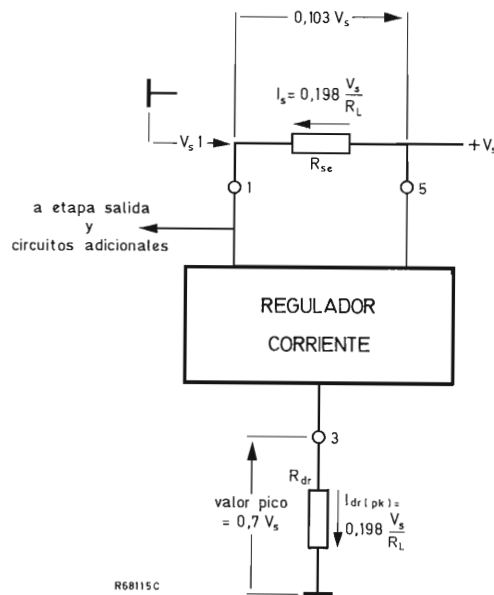 0,103 Vs
Is = 0,198 Vs/RL
Vs 1
Rse
+Vs
1
5
a etapa salida
y
circuitos adicionales
REGULADOR
CORRIENTE
3
Rdr
valor pico
= 0,7 Vs
Idr(pk)=
0,198 Vs/RL
R68115C